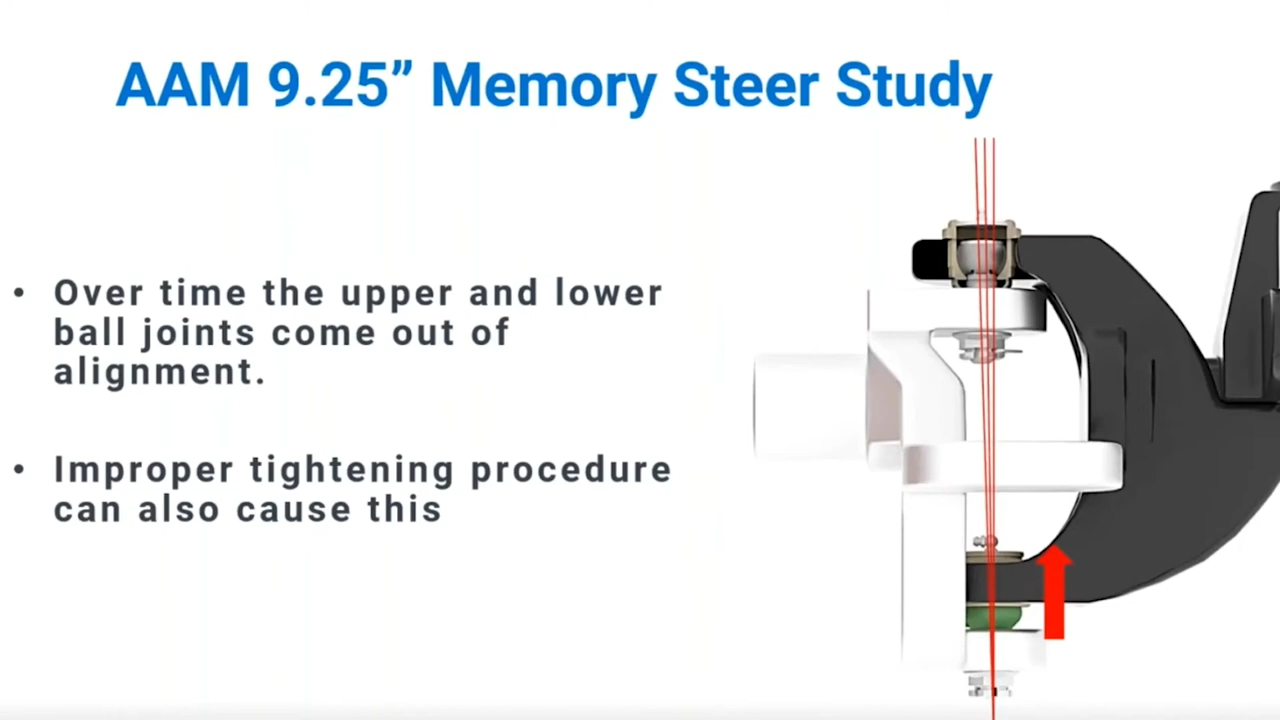 AAM 9.25” Memory Steer Study
• Over time the upper and lower
ball joints come out of
alignment.
• Improper tightening procedure
can also cause this